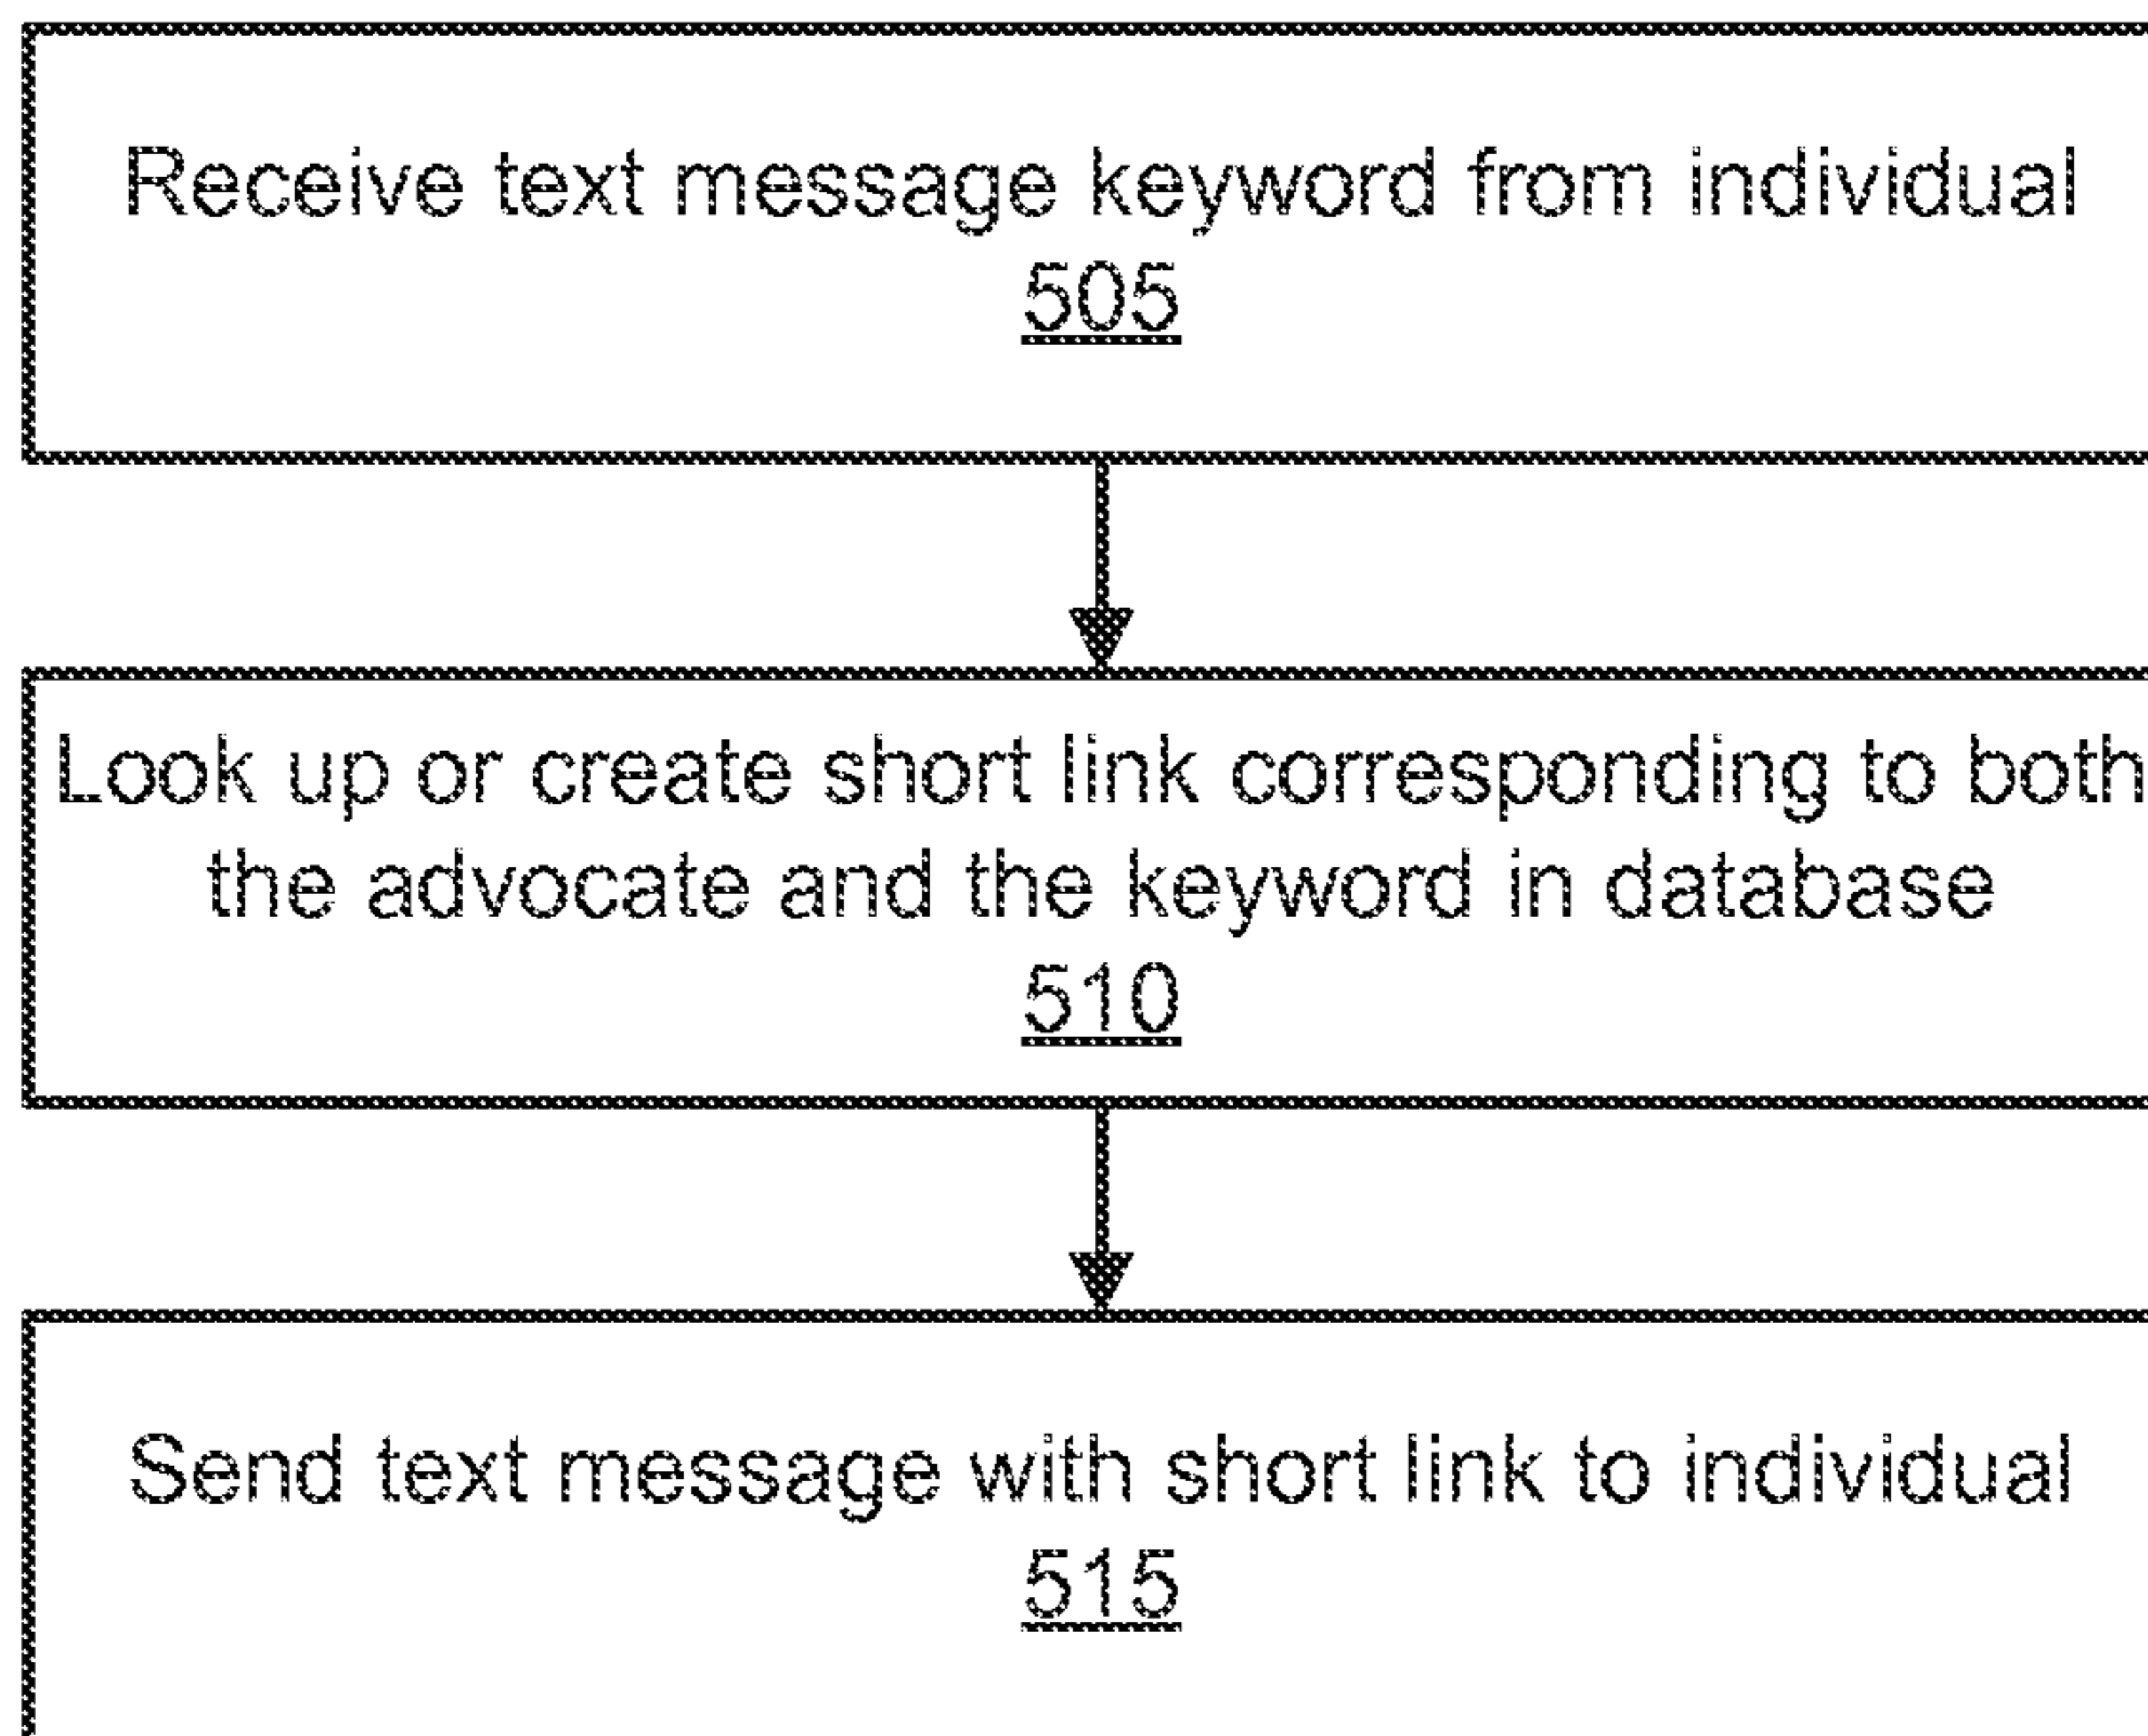 Receive text message keyword from individual
505
Look up or create short link corresponding to both
the advocate and the keyword in database
510
Send text message with short link to individual
515